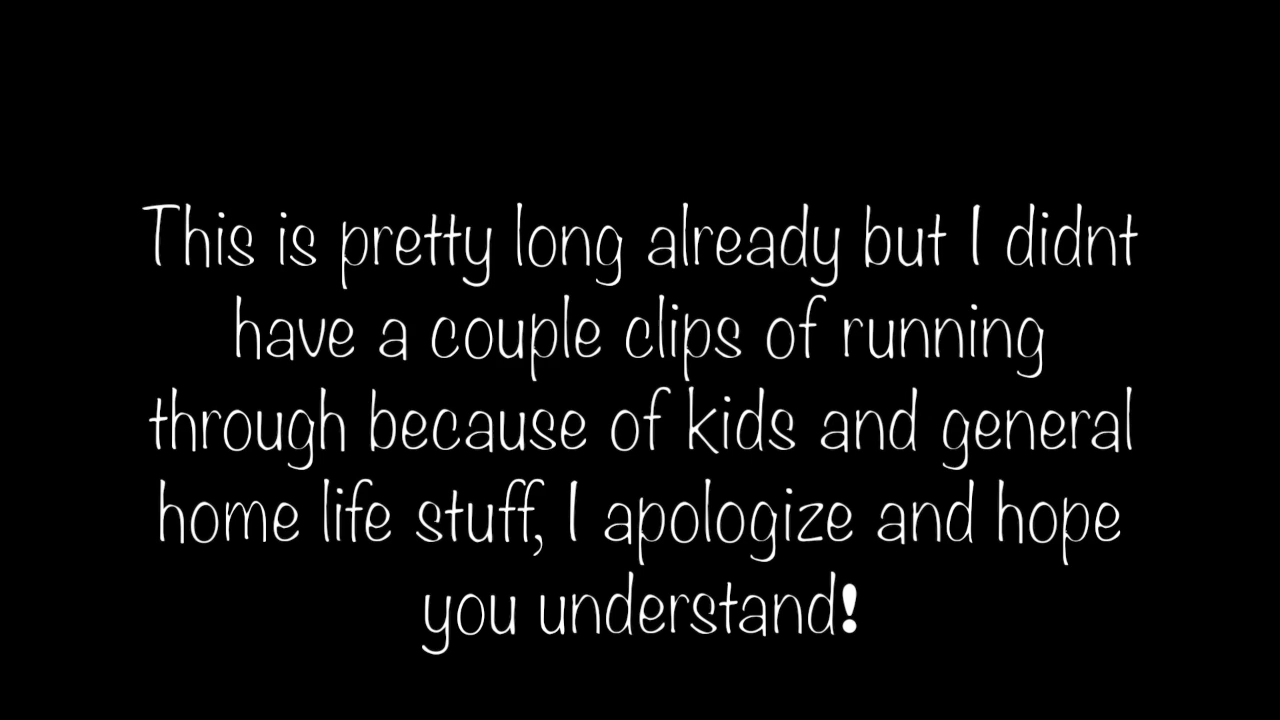 This is pretty long already but I didnt
have a couple clips of running
through because of kids and general
home life stuff, I apologize and hope
you understand!